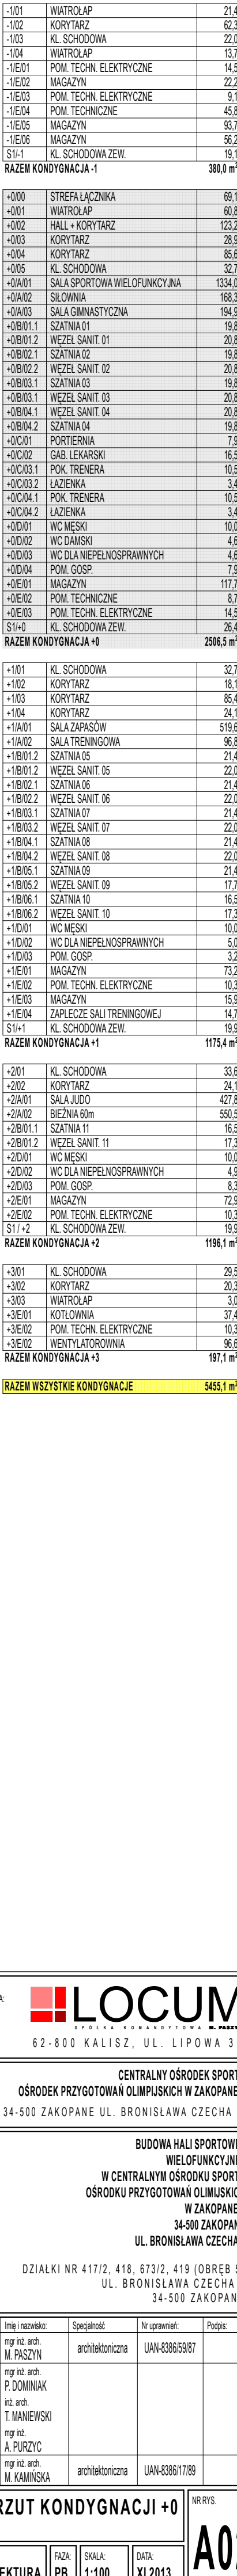 -1/01 WIATROŁAP 21,4
-1/02 KORYTARZ 62,3
-1/03 KL. SCHODOWA 22,0
-1/04 WIATROŁAP 13,7
-1/E/01 POM. TECHN. ELEKTRYCZNE 14,5
-1/E/02 MAGAZYN 22,2
-1/E/03 POM. TECHN. ELEKTRYCZNE 9,1
-1/E/04 POM. TECHNICZNE 45,8
-1/E/05 MAGAZYN 93,7
-1/E/06 MAGAZYN 56,2
S1/-1 KL. SCHODOWA ZEW. 19,1
RAZEM KONDYGNACJA -1 380,0 m²
+0/00 STREFA ŁĄCZNIKA 69,1
+0/01 WIATROŁAP 60,8
+0/02 HALL + KORYTARZ 123,2
+0/03 KORYTARZ 28,9
+0/04 KORYTARZ 85,6
+0/05 KL. SCHODOWA 32,7
+0/A/01 SALA SPORTOWA WIELOFUNKCYJNA 1334,0
+0/A/02 SIŁOWNIA 168,3
+0/A/03 SALA GIMNASTYCZNA 194,9
+0/B/01.1 SZATNIA 01 19,8
+0/B/01.2 WĘZEŁ SANIT. 01 20,8
+0/B/02.1 SZATNIA 02 19,8
+0/B/02.2 WĘZEŁ SANIT. 02 20,8
+0/B/03.1 SZATNIA 03 19,8
+0/B/03.1 WĘZEŁ SANIT. 03 20,8
+0/B/04.1 WĘZEŁ SANIT. 04 20,8
+0/B/04.2 SZATNIA 04 19,8
+0/C/01 PORTIERNIA 7,9
+0/C/02 GAB. LEKARSKI 16,5
+0/C/03.1 POK. TRENERA 10,5
+0/C/03.2 ŁAZIENKA 3,4
+0/C/04.1 POK. TRENERA 10,5
+0/C/04.2 ŁAZIENKA 3,4
+0/D/01 WC MĘSKI 10,0
+0/D/02 WC DAMSKI 4,6
+0/D/03 WC DLA NIEPEŁNOSPRAWNYCH 4,6
+0/D/04 POM. GOSP. 7,9
+0/E/01 MAGAZYN 117,7
+0/E/02 POM. TECHNICZNE 8,7
+0/E/03 POM. TECHN. ELEKTRYCZNE 14,5
S1/+0 KL. SCHODOWA ZEW. 26,4
RAZEM KONDYGNACJA +0 2506,5 m²
+1/01 KL. SCHODOWA 32,7
+1/02 KORYTARZ 18,1
+1/03 KORYTARZ 85,4
+1/04 KORYTARZ 24,1
+1/A/01 SALA ZAPASÓW 519,6
+1/A/02 SALA TRENINGOWA 96,8
+1/B/01.2 SZATNIA 05 21,4
+1/B/01.2 WĘZEŁ SANIT. 05 22,0
+1/B/02.1 SZATNIA 06 21,4
+1/B/02.2 WĘZEŁ SANIT. 06 22,0
+1/B/03.1 SZATNIA 07 21,4
+1/B/03.2 WĘZEŁ SANIT. 07 22,0
+1/B/04.1 SZATNIA 08 21,4
+1/B/04.2 WĘZEŁ SANIT. 08 22,0
+1/B/05.1 SZATNIA 09 21,4
+1/B/05.2 WĘZEŁ SANIT. 09 17,7
+1/B/06.1 SZATNIA 10 16,5
+1/B/06.2 WĘZEŁ SANIT. 10 17,3
+1/D/01 WC MĘSKI 10,0
+1/D/02 WC DLA NIEPEŁNOSPRAWNYCH 5,0
+1/D/03 POM. GOSP. 3,2
+1/E/01 MAGAZYN 73,2
+1/E/02 POM. TECHN. ELEKTRYCZNE 10,3
+1/E/03 MAGAZYN 15,9
+1/E/04 ZAPLECZE SALI TRENINGOWEJ 14,7
S1/+1 KL. SCHODOWA ZEW. 19,9
RAZEM KONDYGNACJA +1 1175,4 m²
+2/01 KL. SCHODOWA 33,6
+2/02 KORYTARZ 24,1
+2/A/01 SALA JUDO 427,8
+2/A/02 BIEŻNIA 60m 550,5
+2/B/01.1 SZATNIA 11 16,5
+2/B/01.2 WĘZEŁ SANIT. 11 17,3
+2/D/01 WC MĘSKI 10,0
+2/D/02 WC DLA NIEPEŁNOSPRAWNYCH 4,9
+2/D/03 POM. GOSP. 8,3
+2/E/01 MAGAZYN 72,9
+2/E/02 POM. TECHN. ELEKTRYCZNE 10,3
S1 / +2 KL. SCHODOWA ZEW. 19,9
RAZEM KONDYGNACJA +2 1196,1 m²
+3/01 KL. SCHODOWA 29,5
+3/02 KORYTARZ 20,3
+3/03 WIATROŁAP 3,0
+3/E/01 KOTŁOWNIA 37,4
+3/E/02 POM. TECHN. ELEKTRYCZNE 10,3
+3/E/02 WENTYLATOROWNIA 96,6
RAZEM KONDYGNACJA +3 197,1 m²
RAZEM WSZYSTKIE KONDYGNACJE 5455,1 m²
A:
LOCUM
SPÓŁKA KOMANDYTOWA M. PASZY
62-800 KALISZ, UL. LIPOWA 3
CENTRALNY OŚRODEK SPORT
OŚRODEK PRZYGOTOWAŃ OLIMPIJSKICH W ZAKOPANE
34-500 ZAKOPANE UL. BRONISŁAWA CZECHA
BUDOWA HALI SPORTOWE
WIELOFUNKCYJNE
W CENTRALNYM OŚRODKU SPORT
OŚRODKU PRZYGOTOWAŃ OLIMIJSKIC
W ZAKOPANE
34-500 ZAKOPAN
UL. BRONISŁAWA CZECHA
DZIAŁKI NR 417/2, 418, 673/2, 419 (OBRĘB 5
UL. BRONISŁAWA CZECHA
34-500 ZAKOPAN
Imię i nazwisko: Specjalność Nr uprawnień: Podpis:
mgr inż. arch.
M. PASZYN architektoniczna UAN-8386/59/87
mgr inż. arch.
P. DOMINIAK
inż. arch.
T. MANIEWSKI
mgr inż.
A. PURZYC
mgr inż. arch.
M. KAMIŃSKA architektoniczna UAN-8386/17/89
RZUT KONDYGNACJI +0
NR RYS.
A02
FAZA: SKALA: DATA:
EKTURA PB 1:100 XI 2013